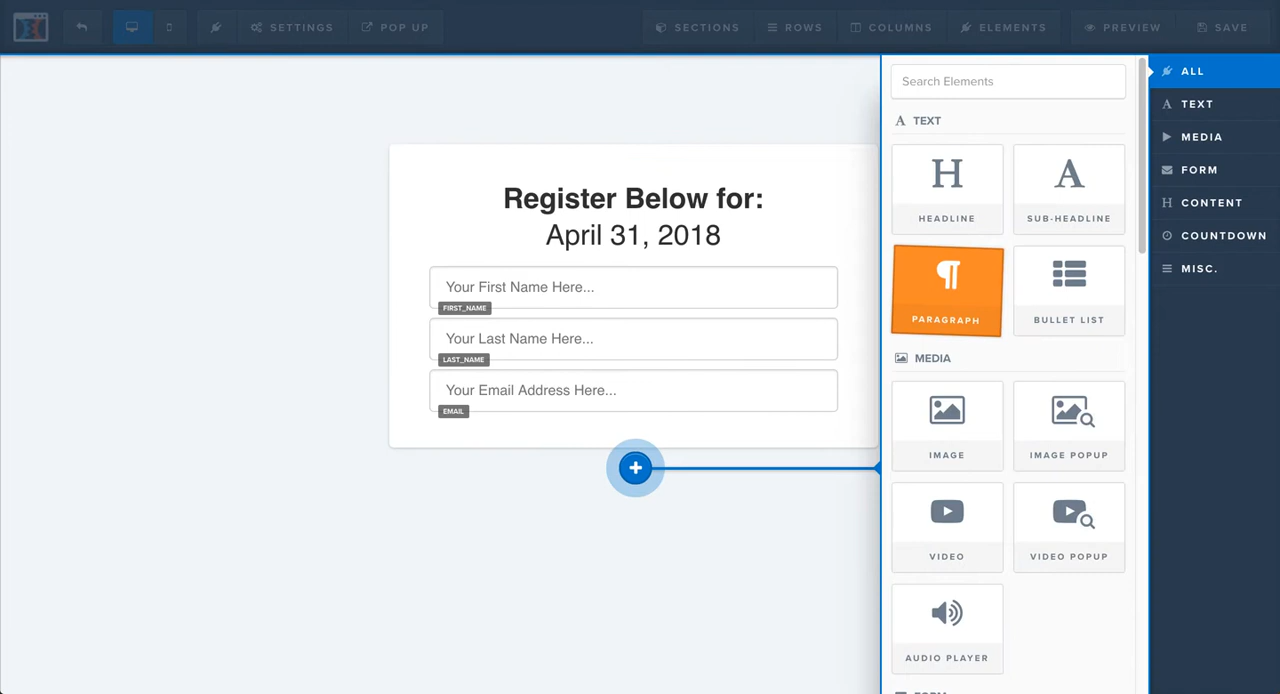 SETTINGS
POP UP
SECTIONS
ROWS
COLUMNS
ELEMENTS
PREVIEW
SAVE
Register Below for:
April 31, 2018
Your First Name Here...
FIRST_NAME
Your Last Name Here...
LAST_NAME
Your Email Address Here...
EMAIL
Search Elements
TEXT
HEADLINE
SUB-HEADLINE
PARAGRAPH
BULLET LIST
MEDIA
IMAGE
IMAGE POPUP
VIDEO
VIDEO POPUP
AUDIO PLAYER
FORM
ALL
TEXT
MEDIA
FORM
CONTENT
COUNTDOWN
MISC.